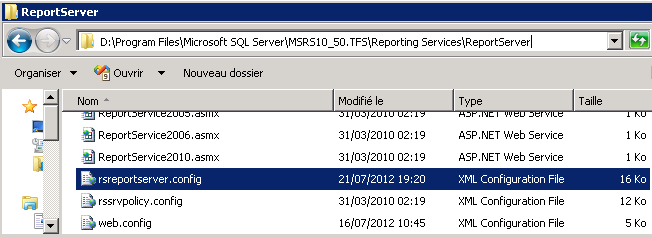 ReportServer
D:\Program Files\Microsoft SQL Server\MSRS10_50.TFS\Reporting Services\ReportServer
Organiser Ouvrir Nouveau dossier
Nom Modifié le Type Taille
ReportService2005.asmx 31/03/2010 02:19 ASP.NET Web Service 1 Ko
ReportService2006.asmx 31/03/2010 02:19 ASP.NET Web Service 1 Ko
ReportService2010.asmx 31/03/2010 02:19 ASP.NET Web Service 1 Ko
rsreportserver.config 21/07/2012 19:20 XML Configuration File 16 Ko
rssrvpolicy.config 31/03/2010 02:19 XML Configuration File 12 Ko
web.config 16/07/2012 10:45 XML Configuration File 5 Ko